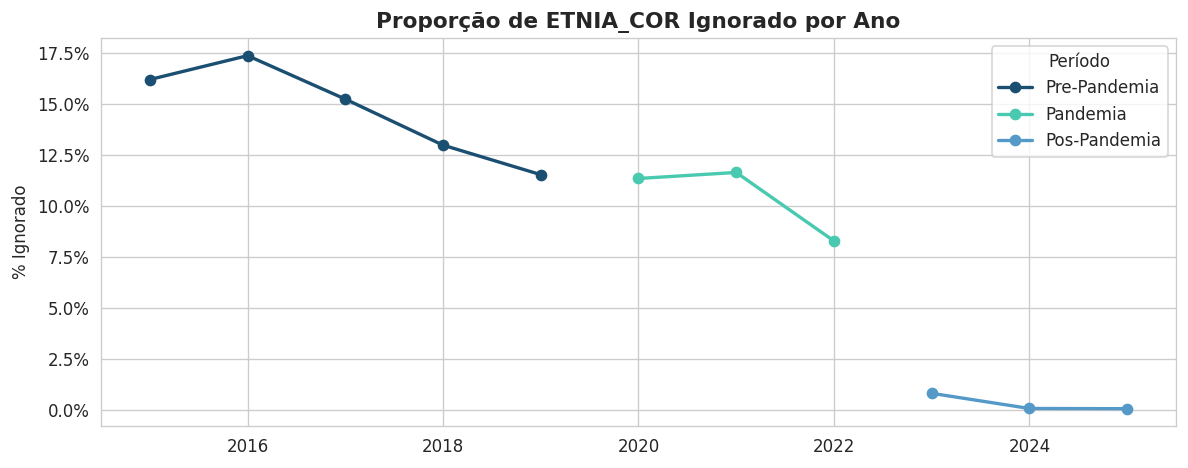 Proporção de ETNIA_COR Ignorado por Ano
% Ignorado
17.5%
15.0%
12.5%
10.0%
7.5%
5.0%
2.5%
0.0%
Período
Pre-Pandemia
Pandemia
Pos-Pandemia
2016 2018 2020 2022 2024